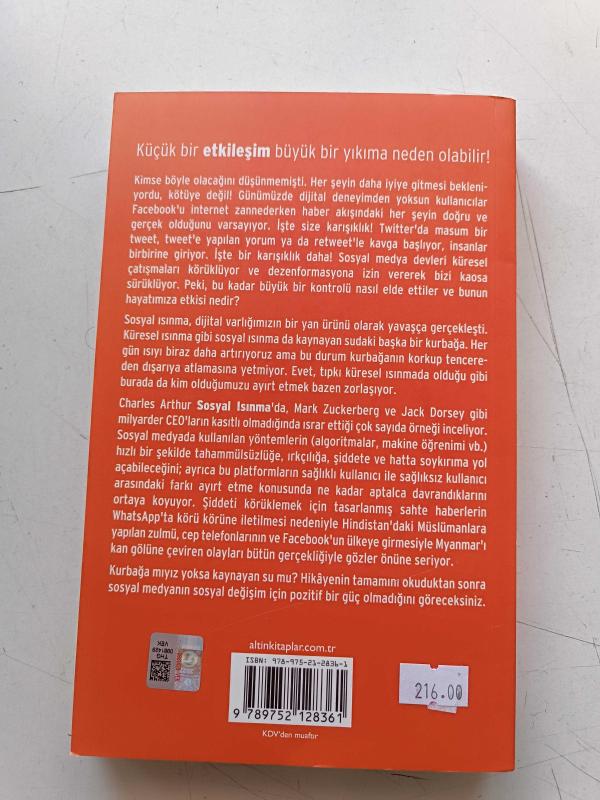 Küçük bir etkileşim büyük bir yıkıma neden olabilir!
Kimse böyle olacağını düşünmemişti. Her şeyin daha iyiye gitmesi bekleni-
yordu, kötüye değil! Günümüzde dijital deneyimden yoksun kullanıcılar
Facebook'u internet zannederken haber akışındaki her şeyin doğru ve
gerçek olduğunu varsayıyor. İşte size karışıklık! Twitter'da masum bir
tweet, tweet'e yapılan yorum ya da retweet'le kavga başlıyor, insanlar
birbirine giriyor. İşte bir karışıklık daha! Sosyal medya devleri küresel
çatışmaları körüklüyor ve dezenformasyona izin vererek bizi kaosa
sürüklüyor. Peki, bu kadar büyük bir kontrolü nasıl elde ettiler ve bunun
hayatımıza etkisi nedir?
Sosyal ısınma, dijital varlığımızın bir yan ürünü olarak yavaşça gerçekleşti.
Küresel ısınma gibi sosyal ısınma da kaynayan sudaki başka bir kurbağa. Her
gün ısıyı biraz daha artırıyoruz ama bu durum kurbağanın korkup tencere-
den dışarıya atlamasına yetmiyor. Evet, tıpkı küresel ısınmada olduğu gibi
burada da kim olduğumuzu ayırt etmek bazen zorlaşıyor.
Charles Arthur Sosyal Isınma'da, Mark Zuckerberg ve Jack Dorsey gibi
milyarder CEO'ların kasıtlı olmadığında ısrar ettiği çok sayıda örneği inceliyor.
Sosyal medyada kullanılan yöntemlerin (algoritmalar, makine öğrenimi vb.)
hızlı bir şekilde tahammülsüzlüğe, ırkçılığa, şiddete ve hatta soykırıma yol
açabileceğini; ayrıca bu platformların sağlıklı kullanıcı ile sağlıksız kullanıcı
arasındaki farkı ayırt etme konusunda ne kadar aptalca davrandıklarını
ortaya koyuyor. Şiddeti körüklemek için tasarlanmış sahte haberlerin
WhatsApp'ta körü körüne iletilmesi nedeniyle Hindistan'daki Müslümanlara
yapılan zulmü, cep telefonlarının ve Facebook'un ülkeye girmesiyle Myanmar'ı
kan gölüne çeviren olayları bütün gerçekliğiyle gözler önüne seriyor.
Kurbağa mıyız yoksa kaynayan su mu? Hikâyenin tamamını okuduktan sonra
sosyal medyanın sosyal değişim için pozitif bir güç olmadığını göreceksiniz.
altinkitaplar.com.tr
ISBN: 978-975-21-2836-1
9 789752 128361
KDV'den muaftır
216.00